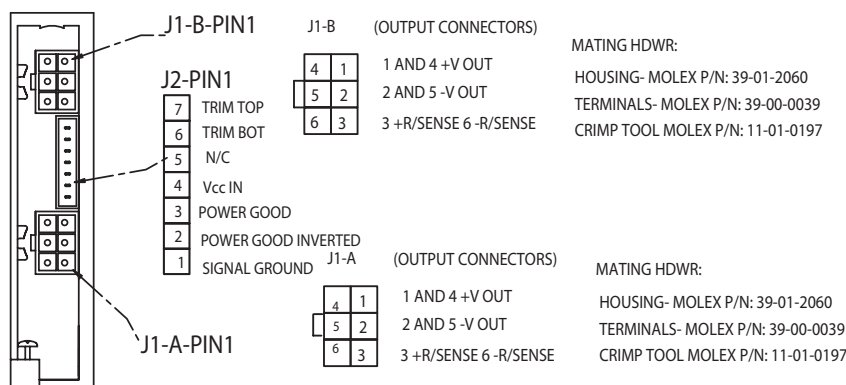 J1-B-PIN1
J1-B (OUTPUT CONNECTORS)
4 1 1 AND 4 +V OUT
5 2 2 AND 5 -V OUT
6 3 3 +R/SENSE 6 -R/SENSE
MATING HDWR:
HOUSING- MOLEX P/N: 39-01-2060
TERMINALS- MOLEX P/N: 39-00-0039
CRIMP TOOL MOLEX P/N: 11-01-0197
J2-PIN1
7 TRIM TOP
6 TRIM BOT
5 N/C
4 Vcc IN
3 POWER GOOD
2 POWER GOOD INVERTED
1 SIGNAL GROUND
J1-A-PIN1
J1-A (OUTPUT CONNECTORS)
4 1 1 AND 4 +V OUT
5 2 2 AND 5 -V OUT
6 3 3 +R/SENSE 6 -R/SENSE
MATING HDWR:
HOUSING- MOLEX P/N: 39-01-2060
TERMINALS- MOLEX P/N: 39-00-0039
CRIMP TOOL MOLEX P/N: 11-01-0197